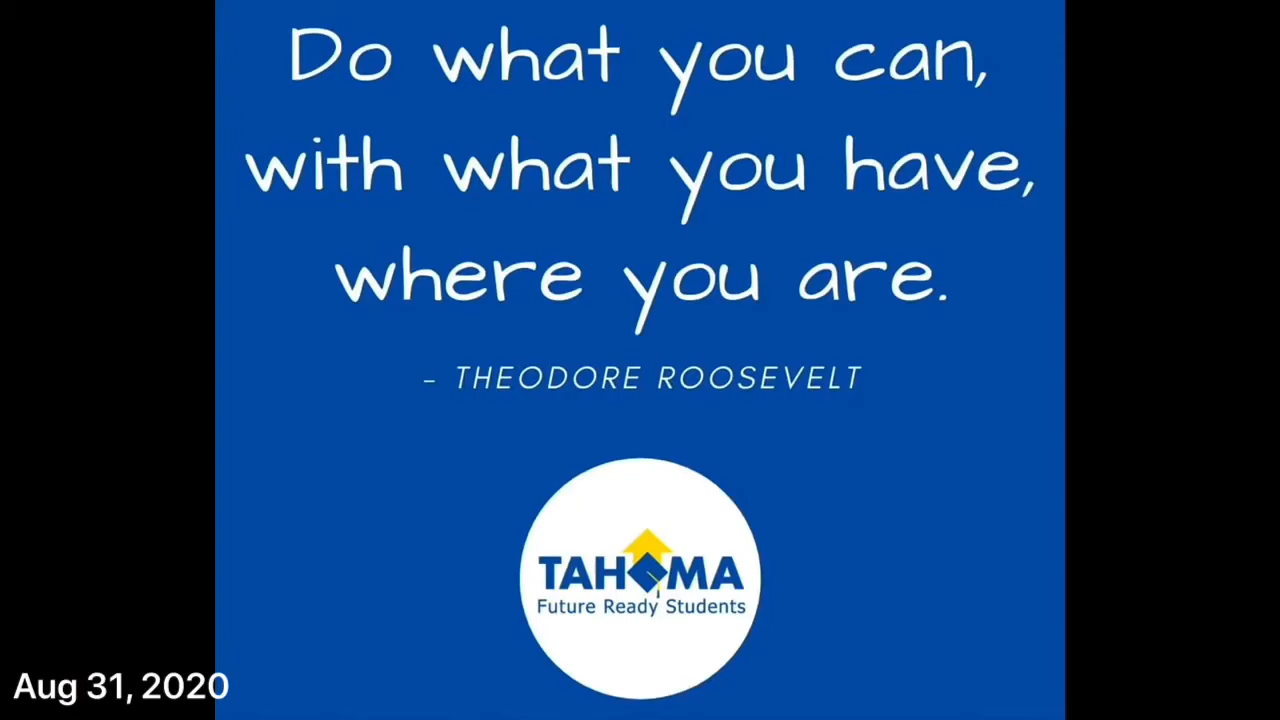 Do what you can,
with what you have,
where you are.
- THEODORE ROOSEVELT
TAHOMA
Future Ready Students
Aug 31, 2020